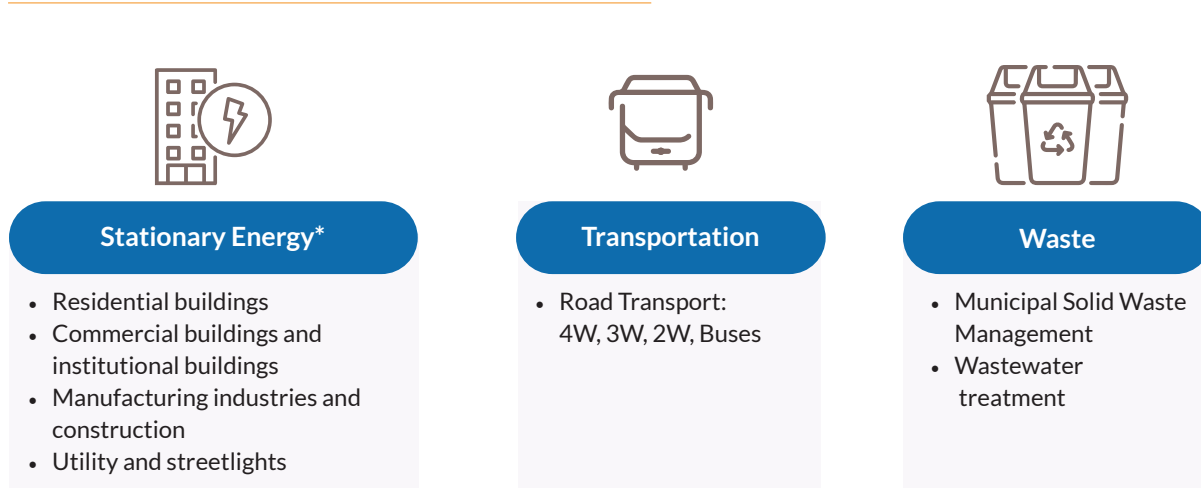 Stationary Energy*
• Residential buildings
• Commercial buildings and
institutional buildings
• Manufacturing industries and
construction
• Utility and streetlights
Transportation
• Road Transport:
4W, 3W, 2W, Buses
Waste
• Municipal Solid Waste
Management
• Wastewater
treatment